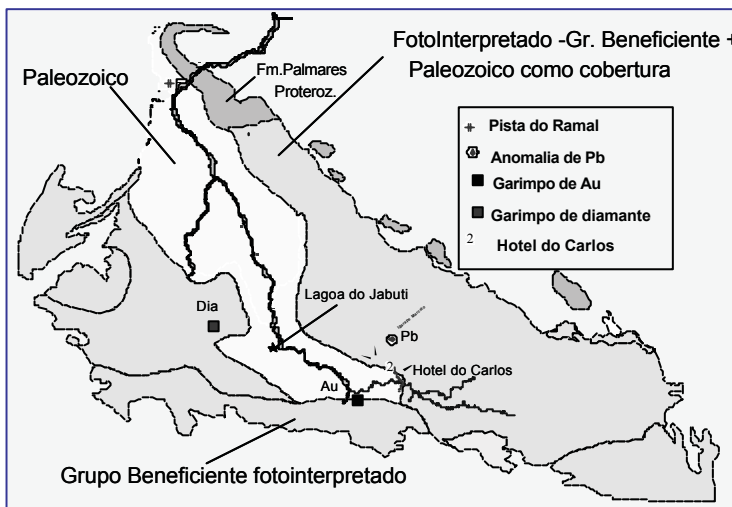 FotoInterpretado -Gr. Beneficiente +
Paleozoico como cobertura
Paleozoico
Fm.Palmares
Proteroz.
Pista do Ramal
Anomalia de Pb
Garimpo de Au
Garimpo de diamante
2 Hotel do Carlos
Lagoa do Jabuti
Dia
Pb
2
Hotel do Carlos
Au
Grupo Beneficiente fotointerpretado